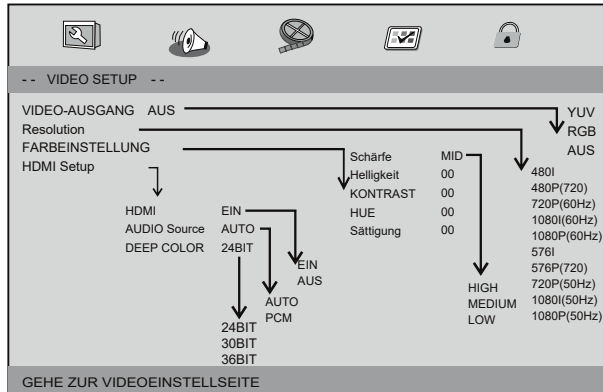 -- VIDEO SETUP --
VIDEO-AUSGANG AUS
Resolution
FARBEINSTELLUNG
HDMI Setup
HDMI EIN
AUDIO Source AUTO
DEEP COLOR 24BIT
EIN
AUS
AUTO
PCM
24BIT
30BIT
36BIT
Schärfe MID
Helligkeit 00
KONTRAST 00
HUE 00
Sättigung 00
HIGH
MEDIUM
LOW
YUV
RGB
AUS
480I
480P(720)
720P(60Hz)
1080I(60Hz)
1080P(60Hz)
576I
576P(720)
720P(50Hz)
1080I(50Hz)
1080P(50Hz)
GEHE ZUR VIDEOEINSTELLSEITE